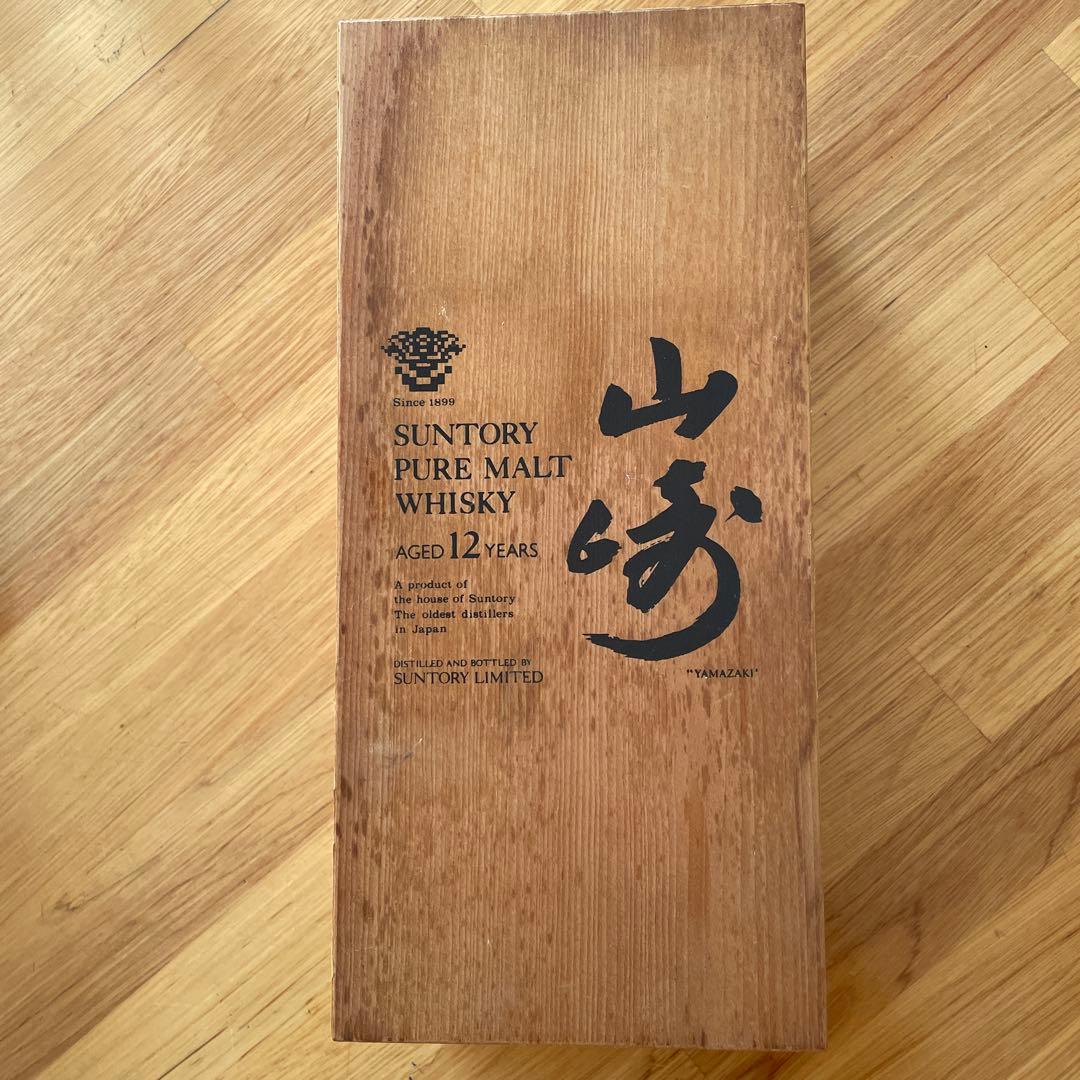 Since 1899
SUNTORY
PURE MALT
WHISKY
AGED 12 YEARS
A product of
the house of Suntory
The oldest distillers
in Japan
DISTILLED AND BOTTLED BY
SUNTORY LIMITED
山
崎
"YAMAZAKI"